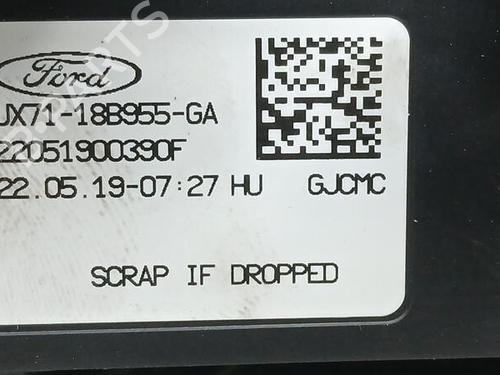 Ford
JX71-18B955-GA
22051900390F
22.05.19-07:27 HU GJCMC
SCRAP IF DROPPED